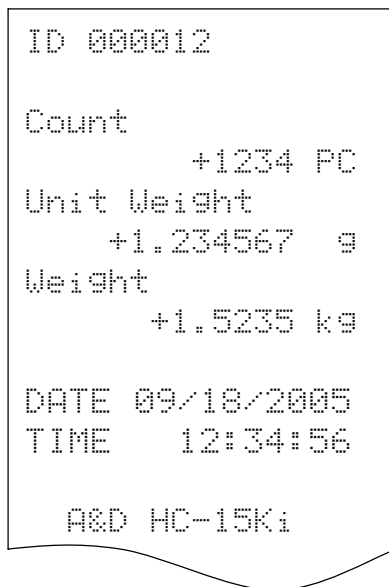 ID 000012
Count
+1234 PC
Unit Weight
+1.234567 g
Weight
+1.5235 kg
DATE 09/18/2005
TIME 12:34:56
A&D HC-15Ki